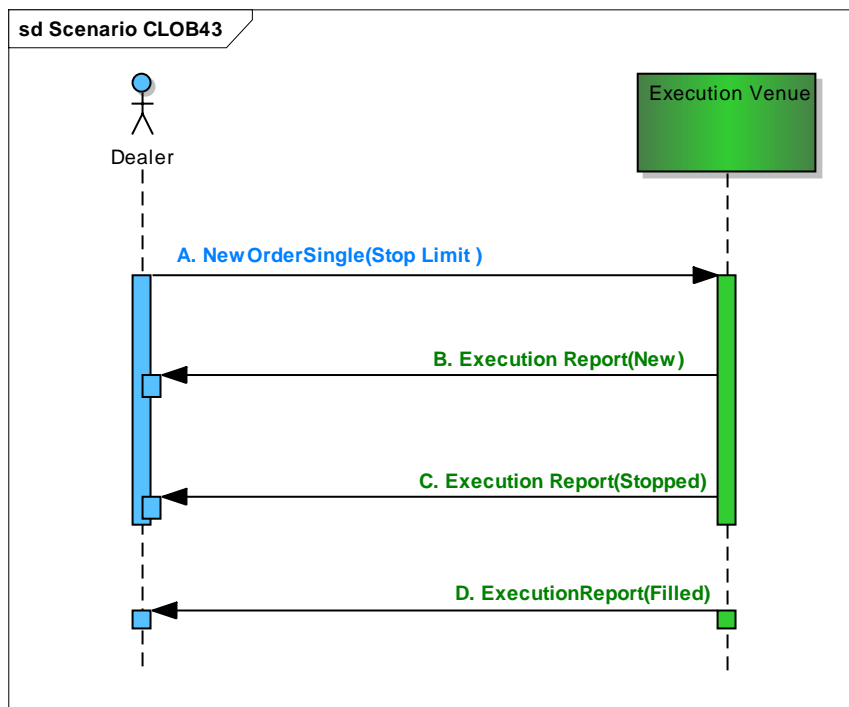 sd Scenario CLOB43
Execution Venue
Dealer
A. NewOrderSingle(Stop Limit )
B. Execution Report(New)
C. Execution Report(Stopped)
D. ExecutionReport(Filled)